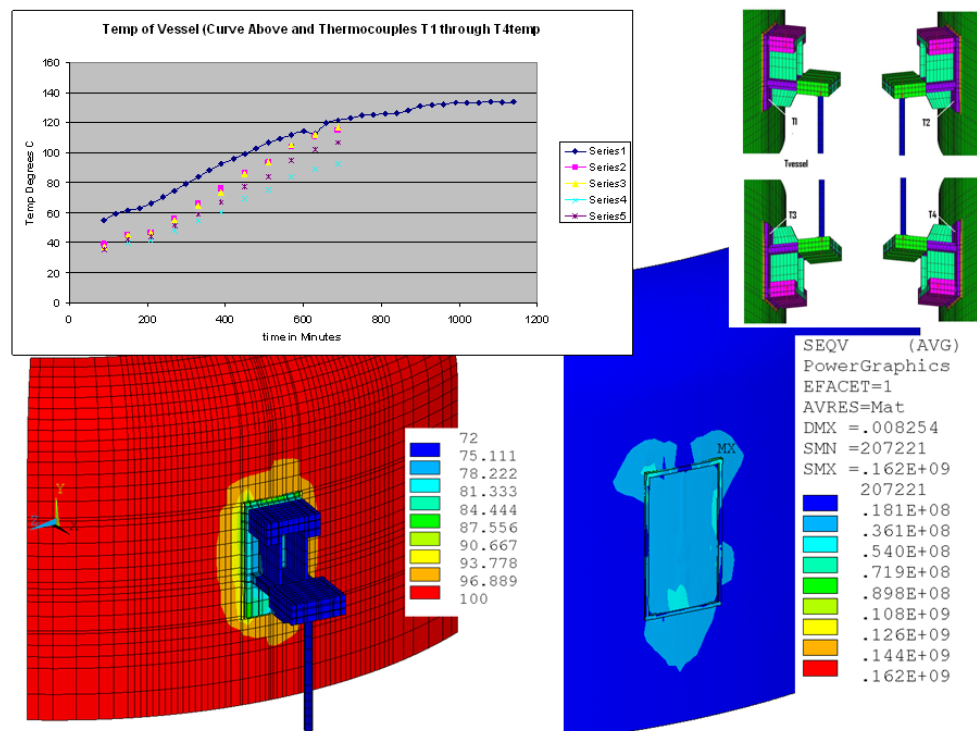 Temp of Vessel (Curve Above and Thermocouples T1 through T4temp
160
140
120
100
80
60
40
20
0
Temp Degrees C
0 200 400 600 800 1000 1200
time in Minutes
Series1
Series2
Series3
Series4
Series5
T1
T2
Tvessel
T3
T4
SEQV (AVG)
PowerGraphics
EFACET=1
AVRES=Mat
DMX =.008254
SMN =207221
SMX =.162E+09
207221
.181E+08
.361E+08
.540E+08
.719E+08
.898E+08
.108E+09
.126E+09
.144E+09
.162E+09
72
75.111
78.222
81.333
84.444
87.556
90.667
93.778
96.889
100
Y
Z
X
MX